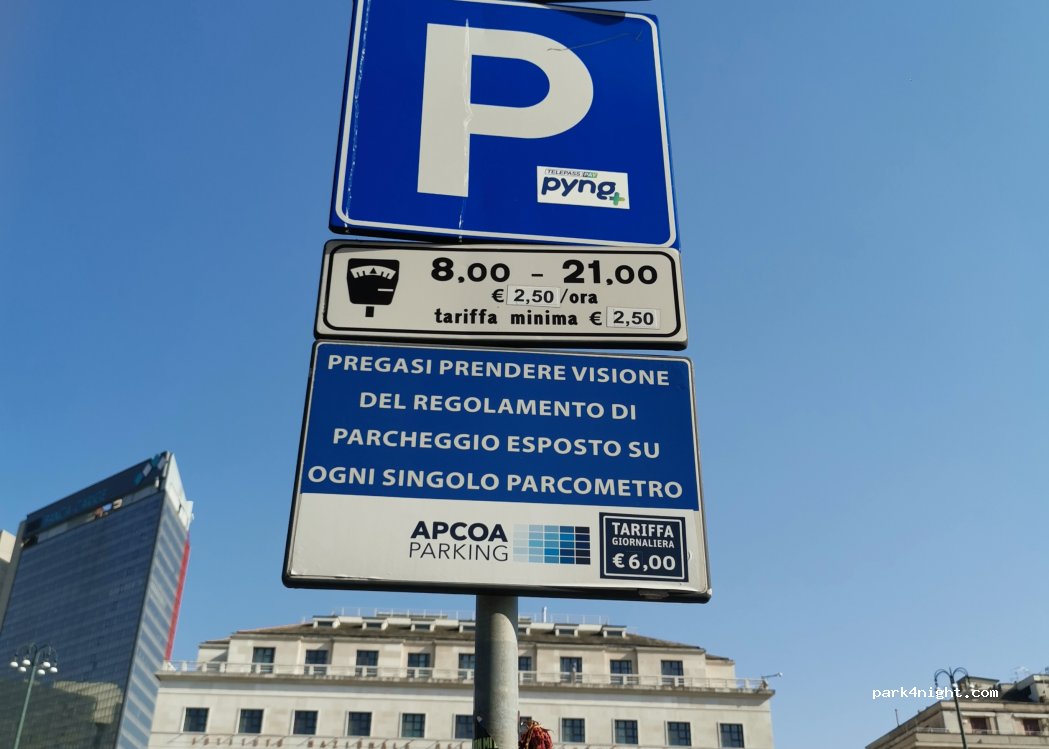 P
TELEPASS PAY
pyng+
8.00 - 21.00
€ 2,50 /ora
tariffa minima € 2,50
PREGASI PRENDERE VISIONE
DEL REGOLAMENTO DI
PARCHEGGIO ESPOSTO SU
OGNI SINGOLO PARCOMETRO
APCOA
PARKING
TARIFFA
GIORNALIERA
€ 6,00
park4night.com